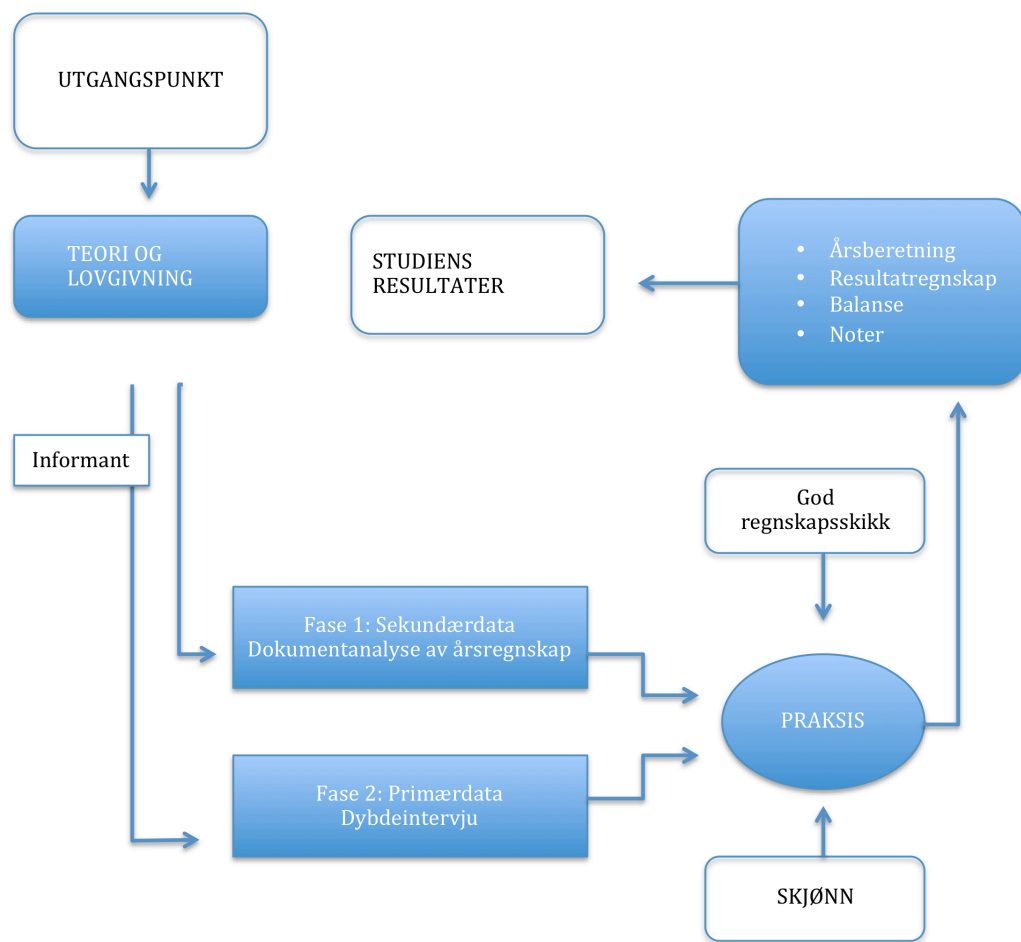 UTGANGSPUNKT
TEORI OG
LOVGIVNING
STUDIENS
RESULTATER
• Årsberetning
• Resultatregnskap
• Balanse
• Noter
Informant
God
regnskapsskikk
Fase 1: Sekundærdata
Dokumentanalyse av årsregnskap
PRAKSIS
Fase 2: Primærdata
Dybdeintervju
SKJØNN